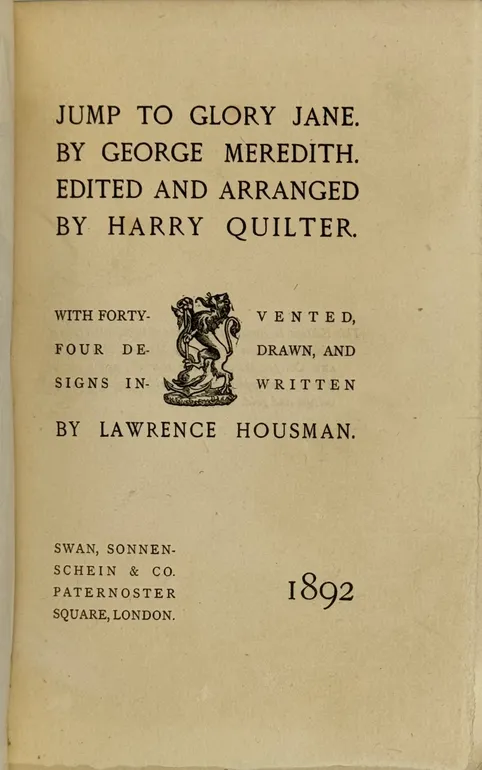 JUMP TO GLORY JANE.
BY GEORGE MEREDITH.
EDITED AND ARRANGED
BY HARRY QUILTER.
WITH FORTY- VENTED,
FOUR DE- DRAWN, AND
SIGNS IN- WRITTEN
BY LAWRENCE HOUSMAN.
SWAN, SONNEN-
SCHEIN & CO.
PATERNOSTER
SQUARE, LONDON.
1892